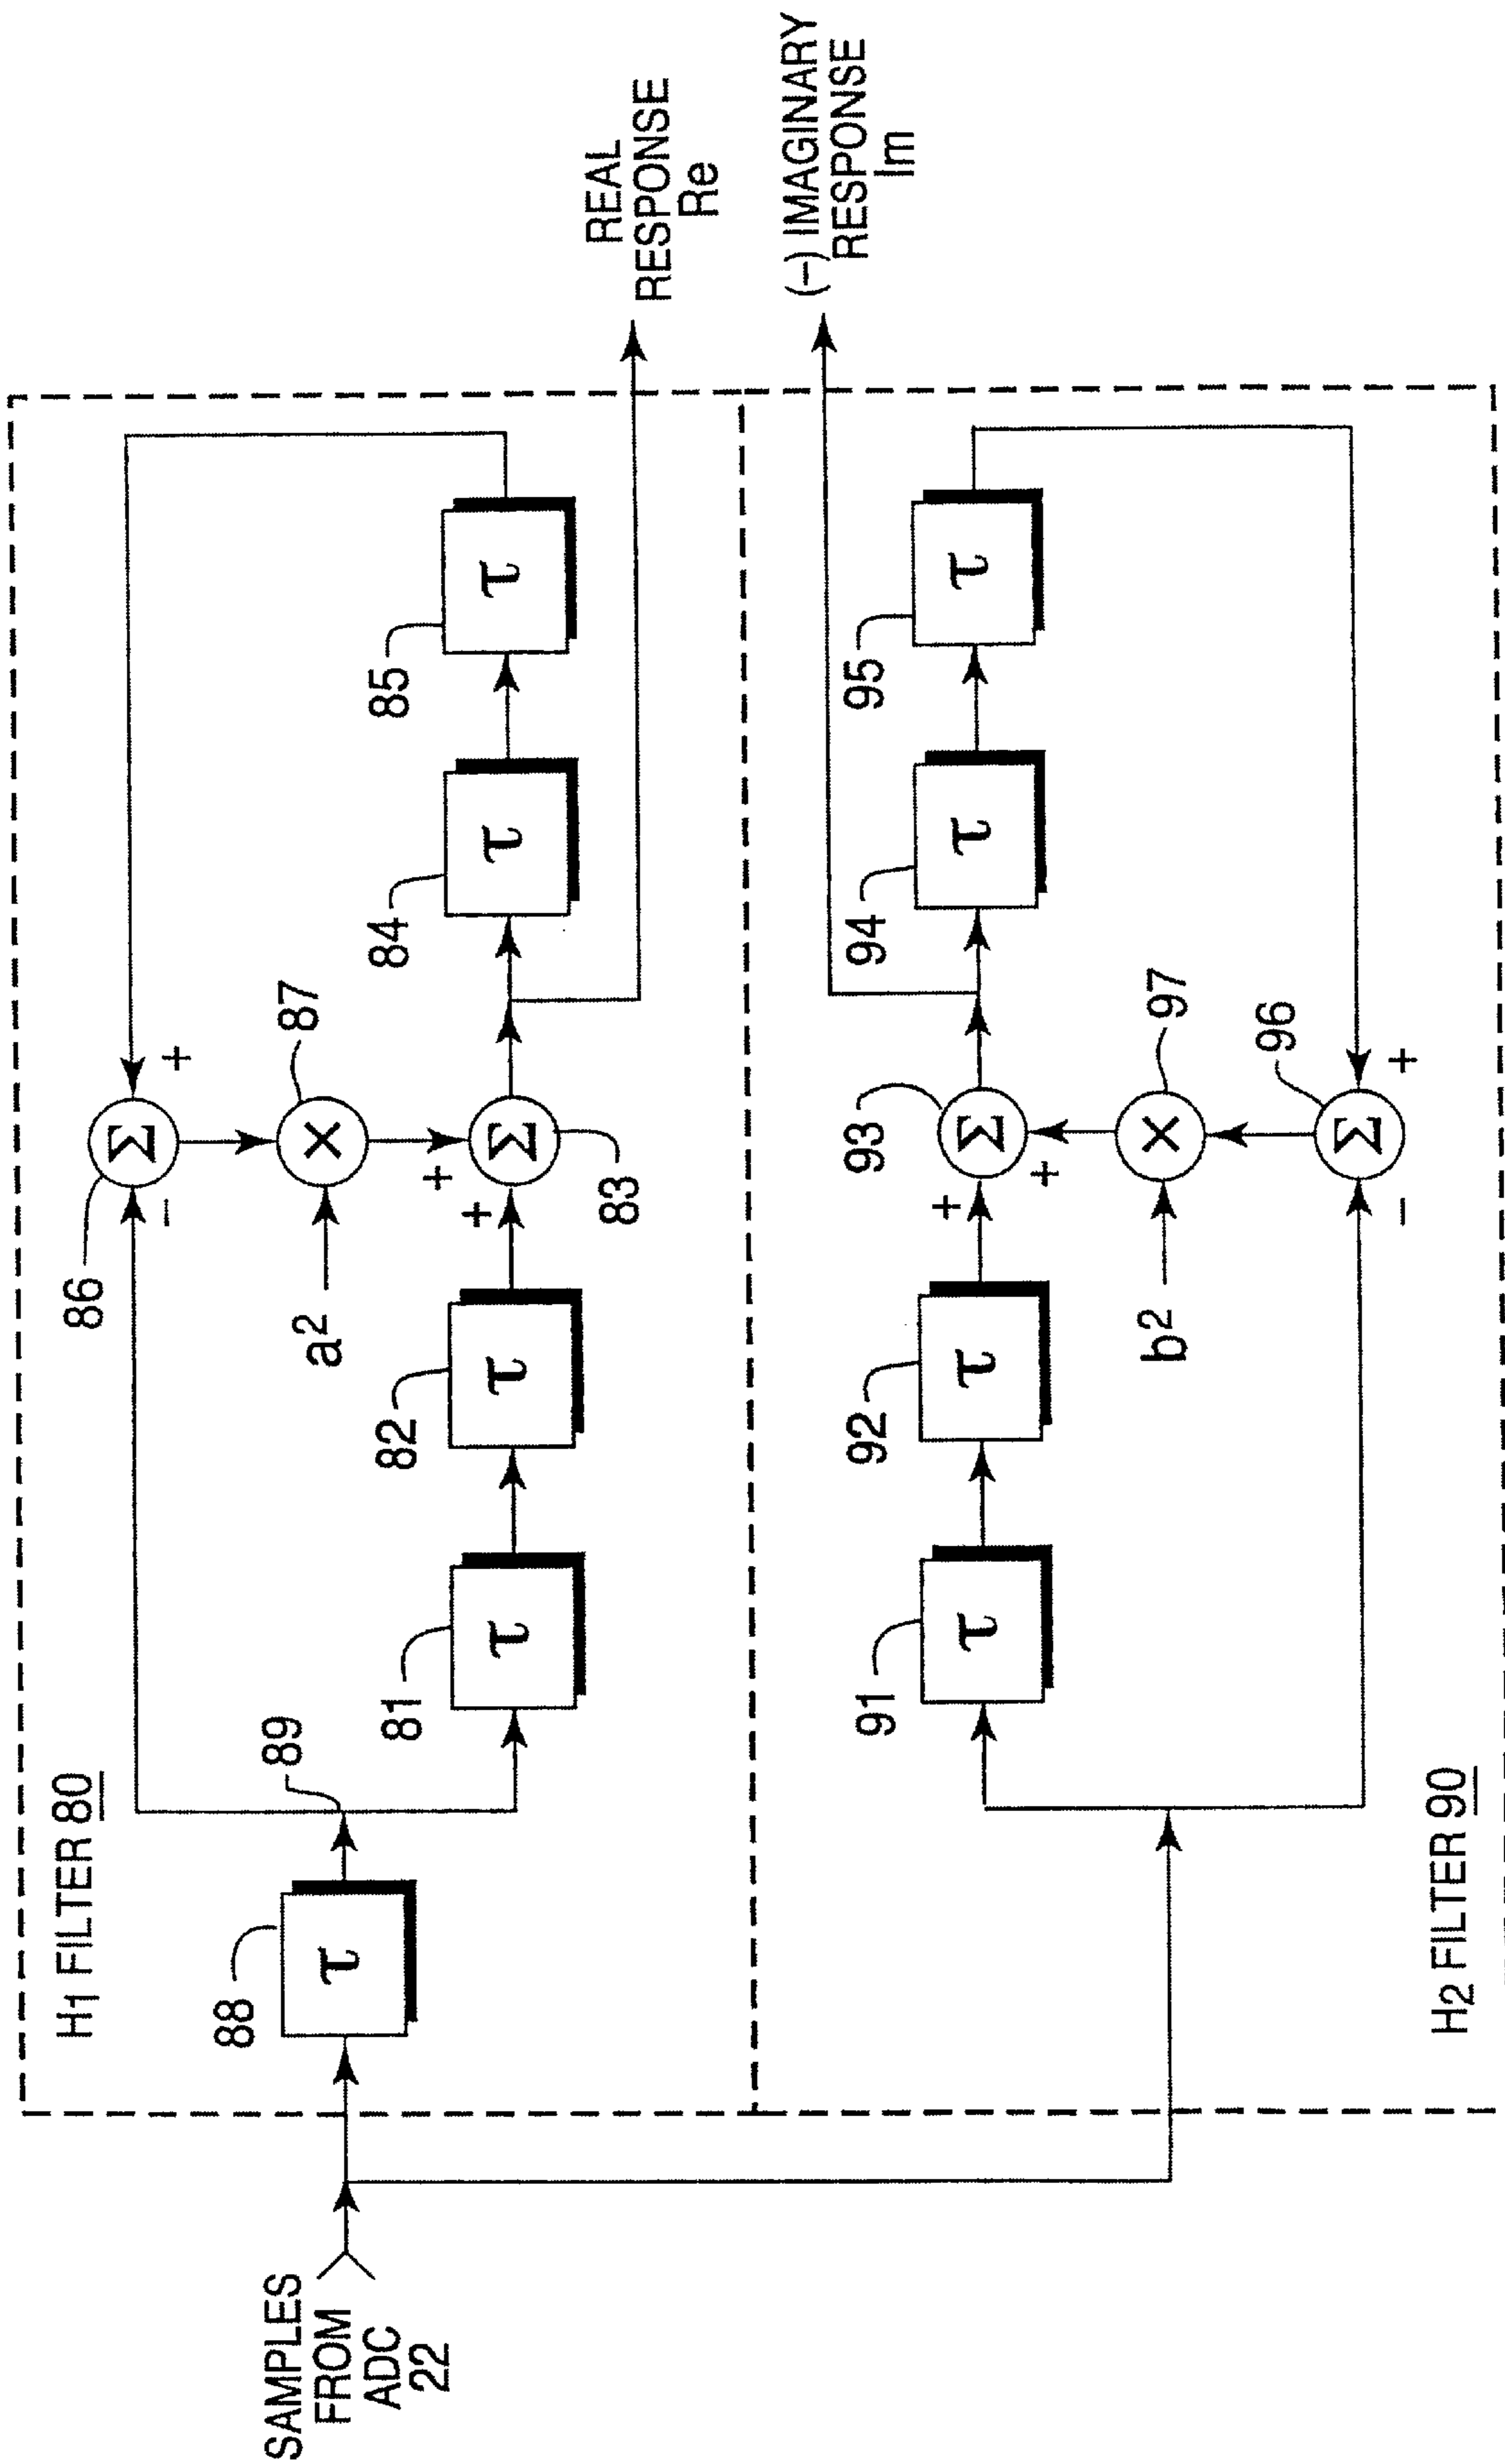 SAMPLES
FROM
ADC
22
H1 FILTER 80
88
τ
89
81
τ
82
τ
86
Σ
−
+
a²
×
87
+
+
Σ
83
84
τ
85
τ
REAL
RESPONSE
Re
H2 FILTER 90
91
τ
92
τ
93
Σ
+
+
b²
×
97
96
Σ
−
+
94
τ
95
τ
(−) IMAGINARY
RESPONSE
Im